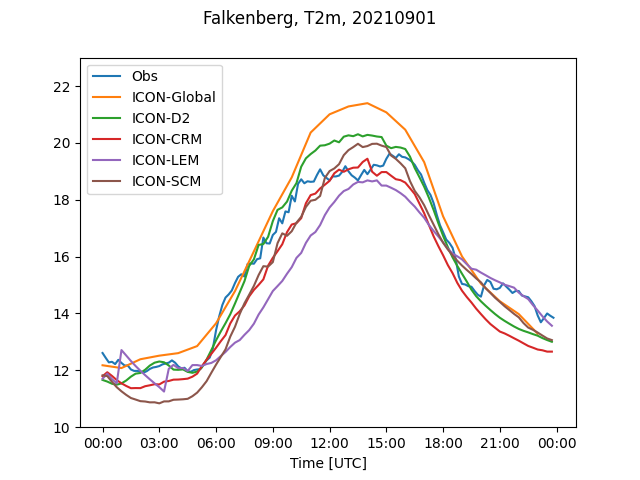 Falkenberg, T2m, 20210901
Obs
ICON-Global
ICON-D2
ICON-CRM
ICON-LEM
ICON-SCM
22
20
18
16
14
12
10
00:00 03:00 06:00 09:00 12:00 15:00 18:00 21:00 00:00
Time [UTC]